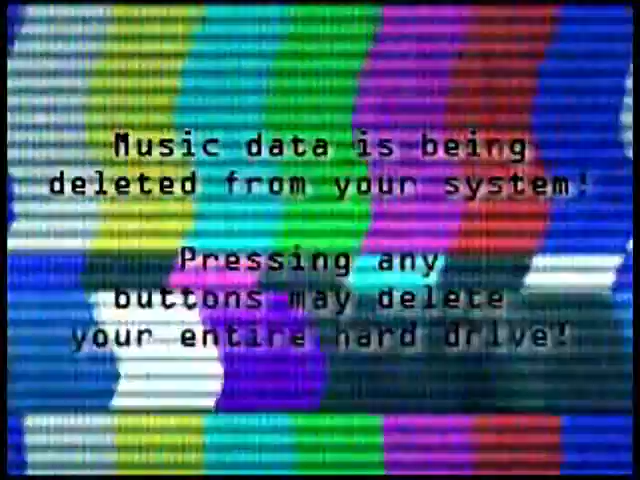 Music data is being
deleted from your system!
Pressing any
buttons may delete
your entire hard drive!